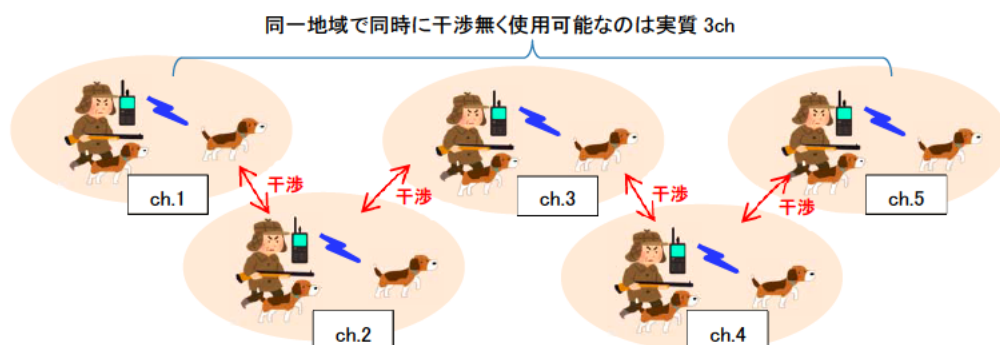 同一地域で同時に干渉無く使用可能なのは実質 3ch
ch.1
干渉
ch.2
干渉
ch.3
干渉
ch.4
干渉
ch.5